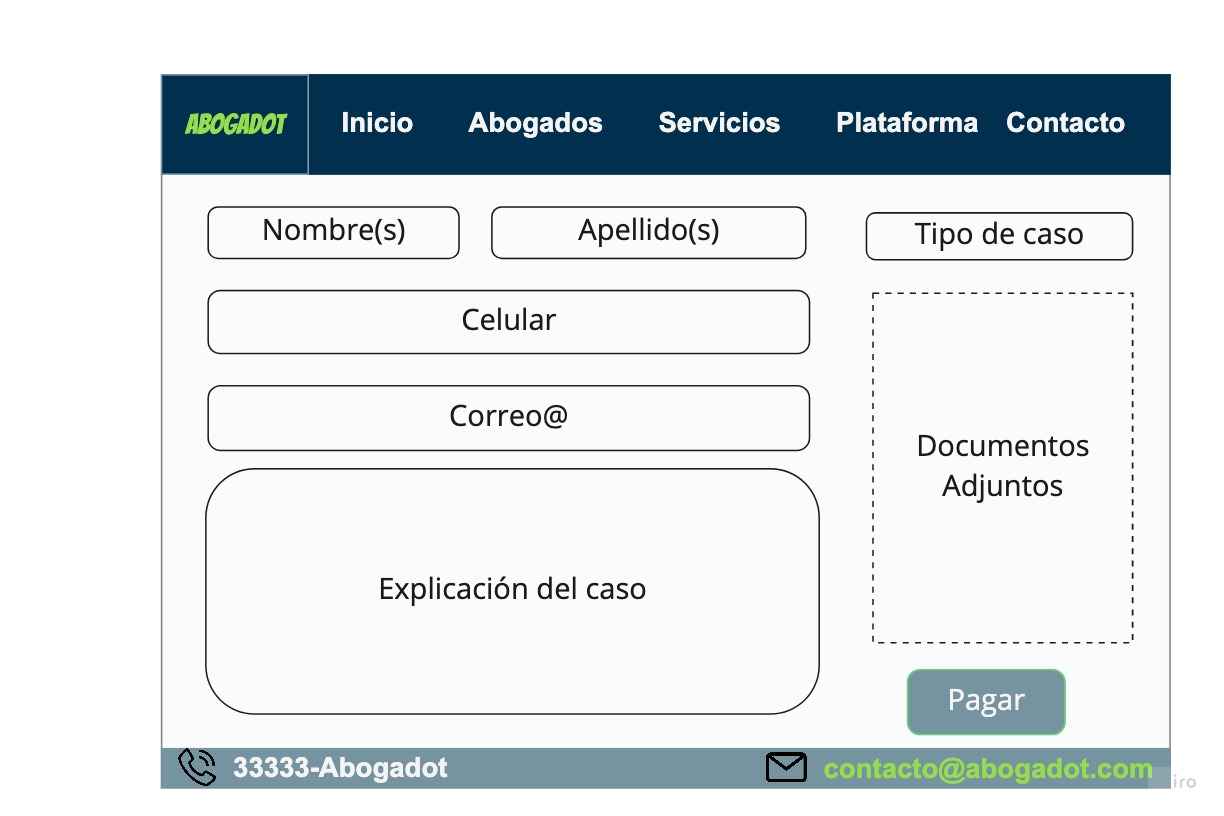 ABOGADOT
Inicio Abogados Servicios Plataforma Contacto
Nombre(s) Apellido(s) Tipo de caso
Celular
Correo@
Documentos
Adjuntos
Explicación del caso
Pagar
33333-Abogadot contacto@abogadot.com
iro